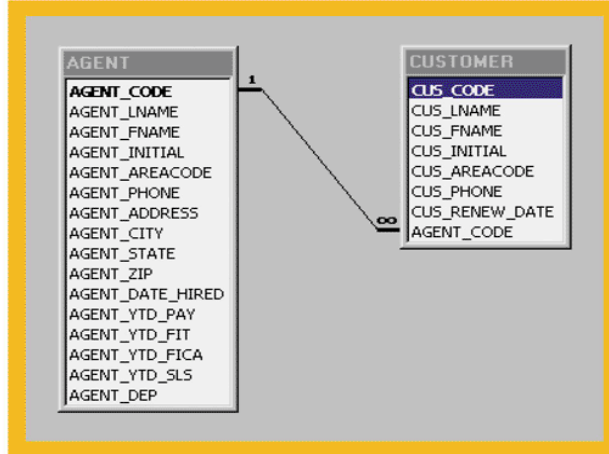 AGENT
AGENT_CODE
AGENT_LNAME
AGENT_FNAME
AGENT_INITIAL
AGENT_AREACODE
AGENT_PHONE
AGENT_ADDRESS
AGENT_CITY
AGENT_STATE
AGENT_ZIP
AGENT_DATE_HIRED
AGENT_YTD_PAY
AGENT_YTD_FIT
AGENT_YTD_FICA
AGENT_YTD_SLS
AGENT_DEP
1
∞
CUSTOMER
CUS_CODE
CUS_LNAME
CUS_FNAME
CUS_INITIAL
CUS_AREACODE
CUS_PHONE
CUS_RENEW_DATE
AGENT_CODE